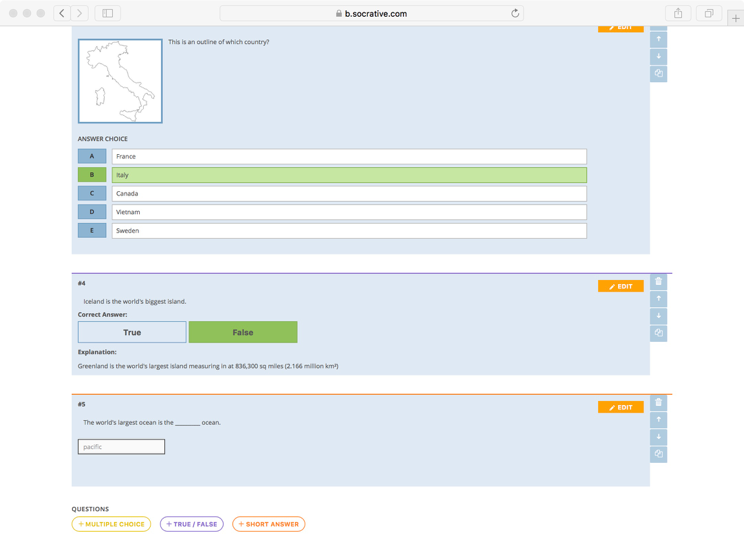 b.socrative.com
EDIT
This is an outline of which country?
ANSWER CHOICE
A France
B Italy
C Canada
D Vietnam
E Sweden
#4
EDIT
Iceland is the world's biggest island.
Correct Answer:
True False
Explanation:
Greenland is the world's largest island measuring in at 836,300 sq miles (2.166 million km²)
#5
EDIT
The world's largest ocean is the ________ ocean.
pacific
QUESTIONS
+ MULTIPLE CHOICE + TRUE / FALSE + SHORT ANSWER